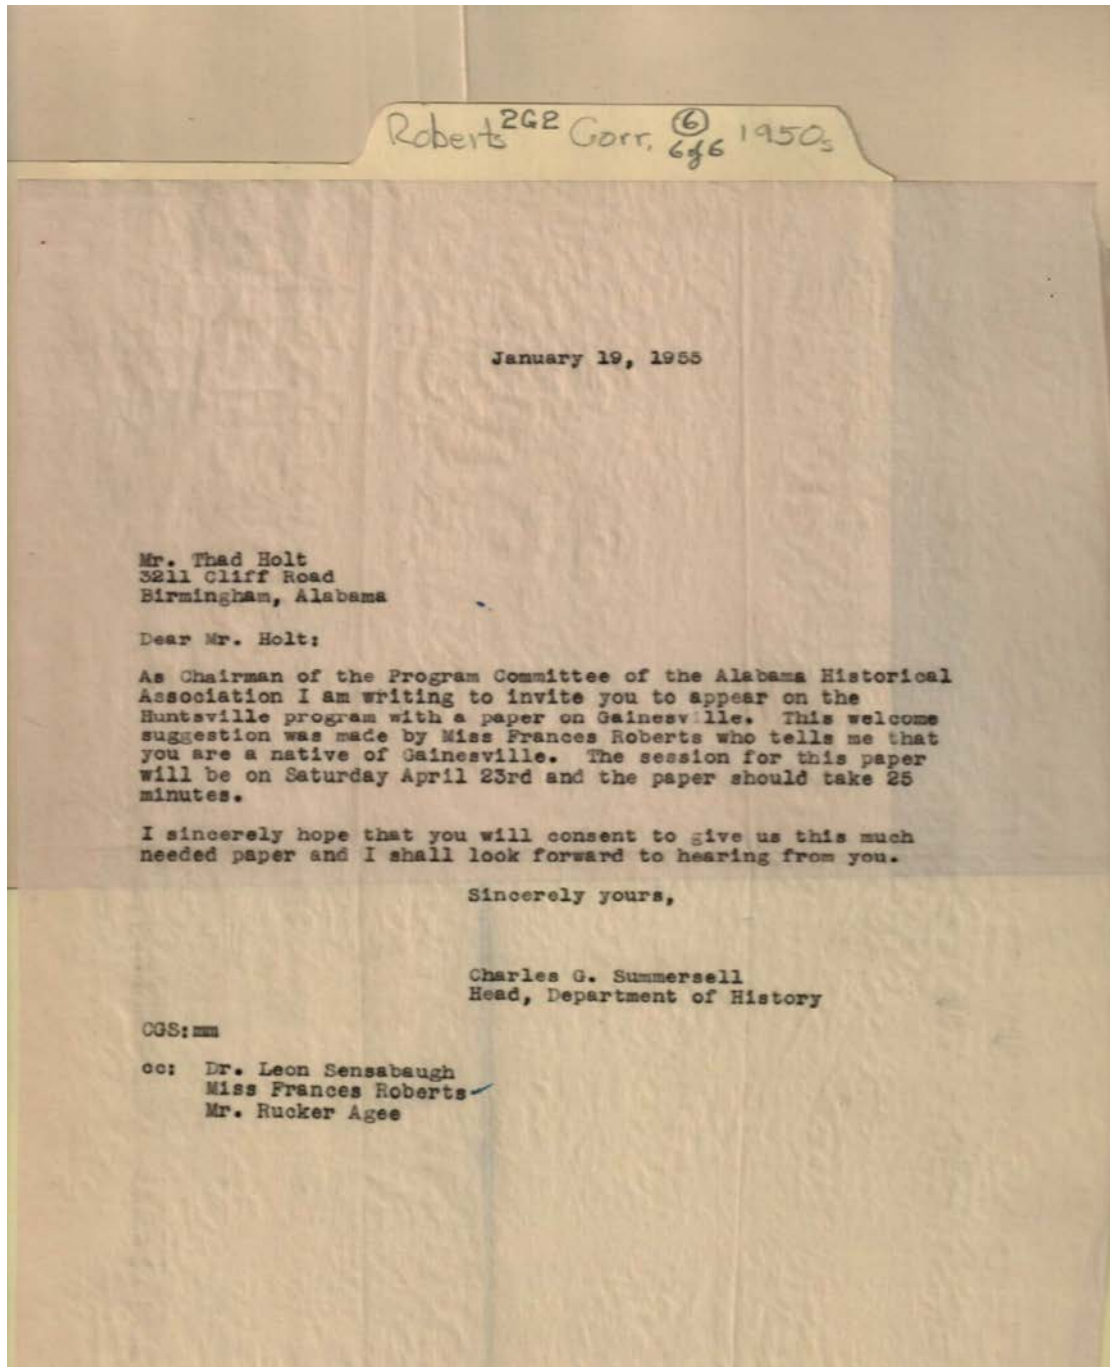 Roberts 2G2 Corr. 6 1950s
6 of 6
January 19, 1955
Mr. Thad Holt
3211 Cliff Road
Birmingham, Alabama
Dear Mr. Holt:
As Chairman of the Program Committee of the Alabama Historical
Association I am writing to invite you to appear on the
Huntsville program with a paper on Gainesville. This welcome
suggestion was made by Miss Frances Roberts who tells me that
you are a native of Gainesville. The session for this paper
will be on Saturday April 23rd and the paper should take 25
minutes.
I sincerely hope that you will consent to give us this much
needed paper and I shall look forward to hearing from you.
Sincerely yours,
Charles G. Summersell
Head, Department of History
CGS:mm
cc: Dr. Leon Sensabaugh
Miss Frances Roberts
Mr. Rucker Agee